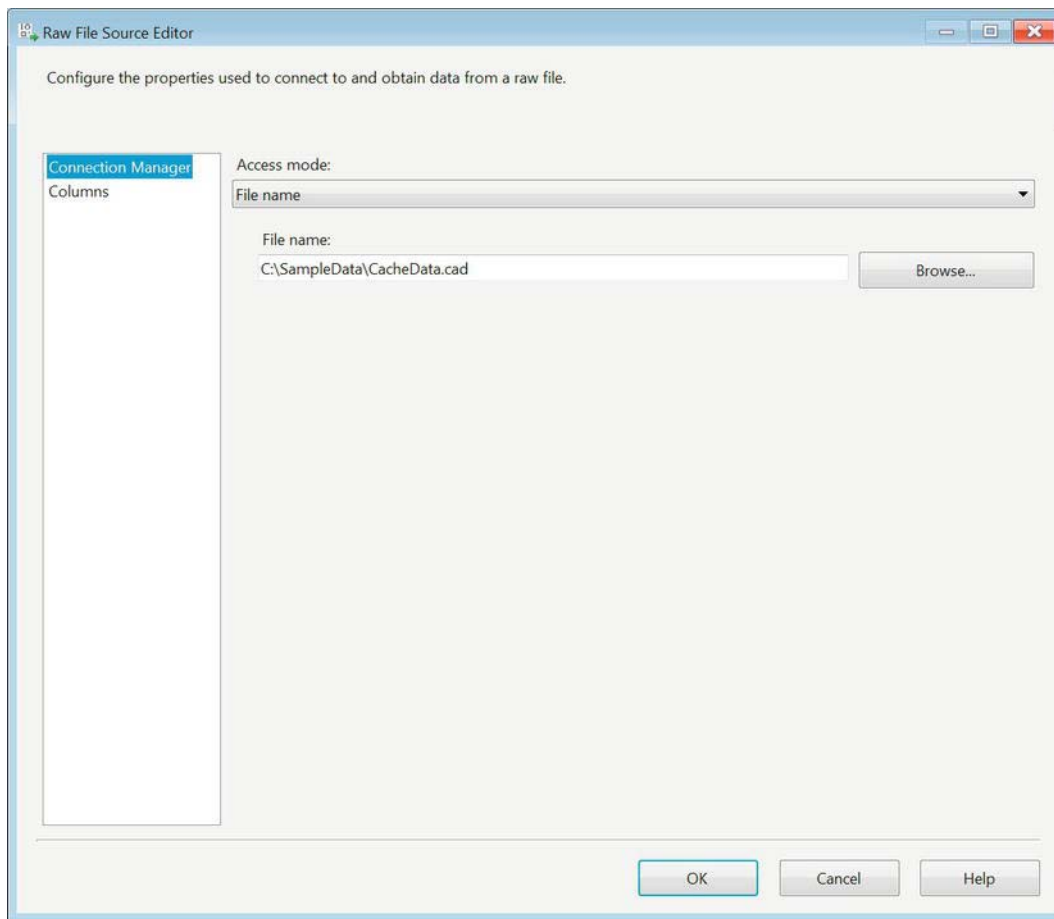 Raw File Source Editor
Configure the properties used to connect to and obtain data from a raw file.
Connection Manager
Columns
Access mode:
File name
File name:
C:\SampleData\CacheData.cad
Browse...
OK
Cancel
Help